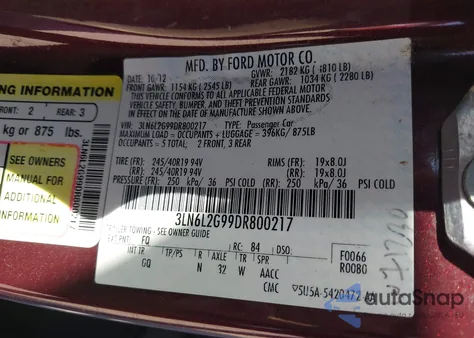 MFD. BY FORD MOTOR CO.
DATE: 10/12
GVWR: 2182 KG (4810 LB)
FRONT GAWR: 1154 KG (2545 LB)
REAR GAWR: 1034 KG (2280 LB)
THIS VEHICLE CONFORMS TO ALL APPLICABLE FEDERAL MOTOR
VEHICLE SAFETY, BUMPER, AND THEFT PREVENTION STANDARDS IN
EFFECT ON THE DATE OF MANUFACTURE SHOWN ABOVE.
VIN: 3LN6L2G99DR800217
TYPE: Passenger Car
MAXIMUM LOAD = OCCUPANTS + LUGGAGE = 396KG / 875LB
OCCUPANTS = 5 TOTAL: 2 FRONT, 3 REAR
TIRE (FR): 245/40R19 94V RIMS (FR): 19x8.0J
TIRE (RR): 245/40R19 94V RIMS (RR): 19x8.0J
PRESSURE (FR): 250 kPa/ 36 PSI COLD (RR): 250 kPa/ 36 PSI COLD
3LN6L2G99DR800217
TRAILER TOWING - SEE OWNER GUIDE
EXT PNT: FQ RC: 84 DSO:
F0066
R0080
INT TR TP/PS R AXLE TR SPR
GQ N 32 W AACC
CMC
ING INFORMATION
FRONT: 2 REAR: 3
kg or 875 lbs.
SEE OWNERS
MANUAL FOR
ADDITIONAL
INFORMATION
autoSnap